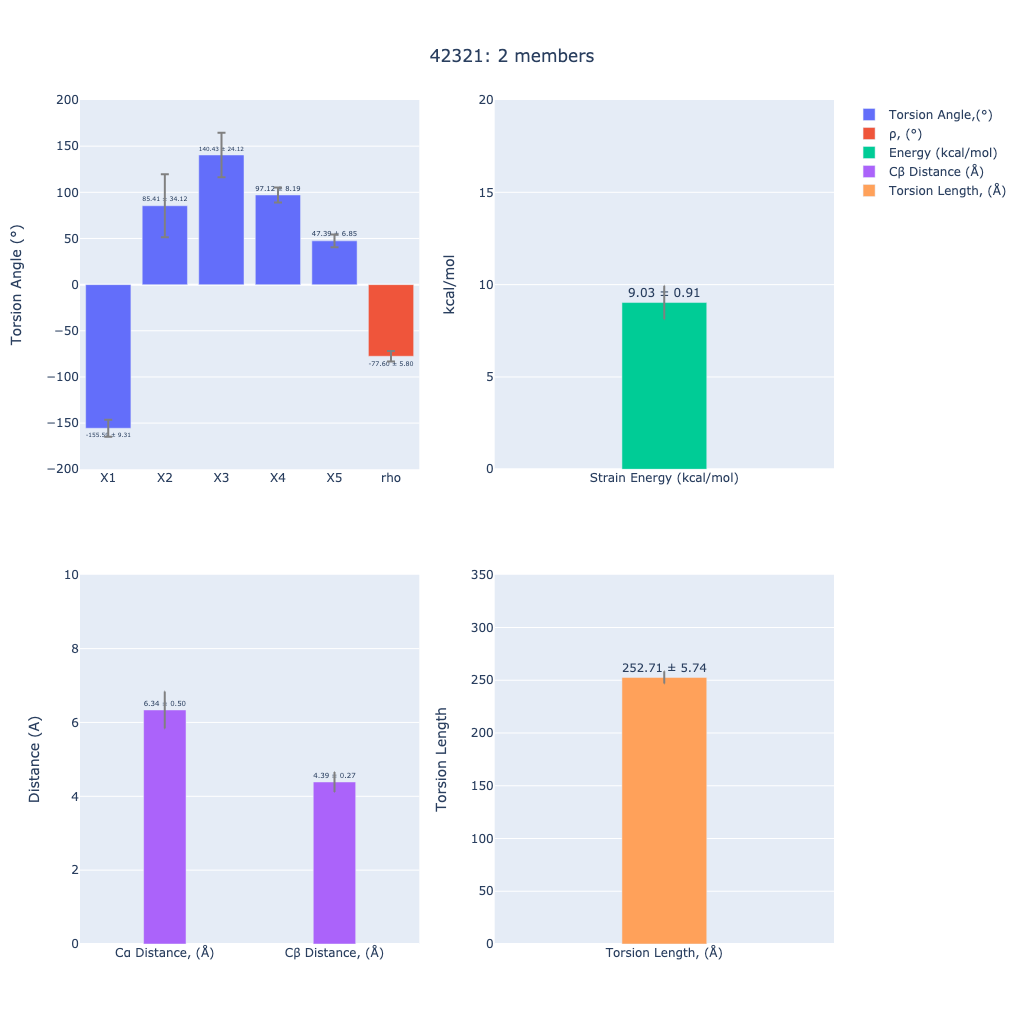 42321: 2 members
Torsion Angle (°)
200
150
100
50
0
−50
−100
−150
−200
85.41 ± 34.12
140.43 ± 24.12
97.12 ± 8.19
47.39 ± 6.85
-77.60 ± 5.80
X1
X2
X3
X4
X5
rho
kcal/mol
20
15
10
5
0
9.03 ± 0.91
Strain Energy (kcal/mol)
Torsion Angle,(°)
ρ, (°)
Energy (kcal/mol)
Cβ Distance (Å)
Torsion Length, (Å)
Distance (A)
10
8
6
4
2
0
6.34 ± 0.50
4.39 ± 0.27
Cα Distance, (Å)
Cβ Distance, (Å)
Torsion Length
350
300
250
200
150
100
50
0
252.71 ± 5.74
Torsion Length, (Å)